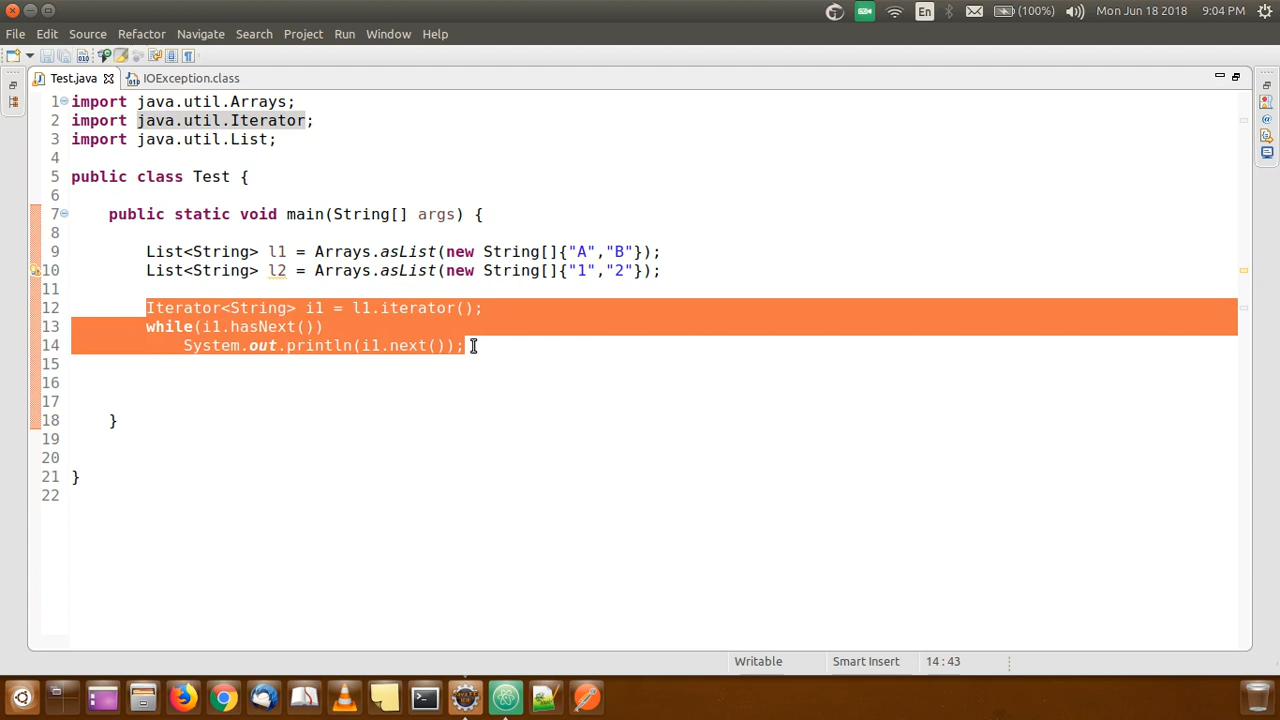 En
(100%)
Mon Jun 18 2018
9:04 PM
File Edit Source Refactor Navigate Search Project Run Window Help
Test.java
IOException.class
1 import java.util.Arrays;
2 import java.util.Iterator;
3 import java.util.List;
4
5 public class Test {
6
7 public static void main(String[] args) {
8
9 List<String> l1 = Arrays.asList(new String[]{"A","B"});
10 List<String> l2 = Arrays.asList(new String[]{"1","2"});
11
12 Iterator<String> i1 = l1.iterator();
13 while(i1.hasNext())
14 System.out.println(i1.next());
15
16
17
18 }
19
20
21 }
22
Writable
Smart Insert
14 : 43